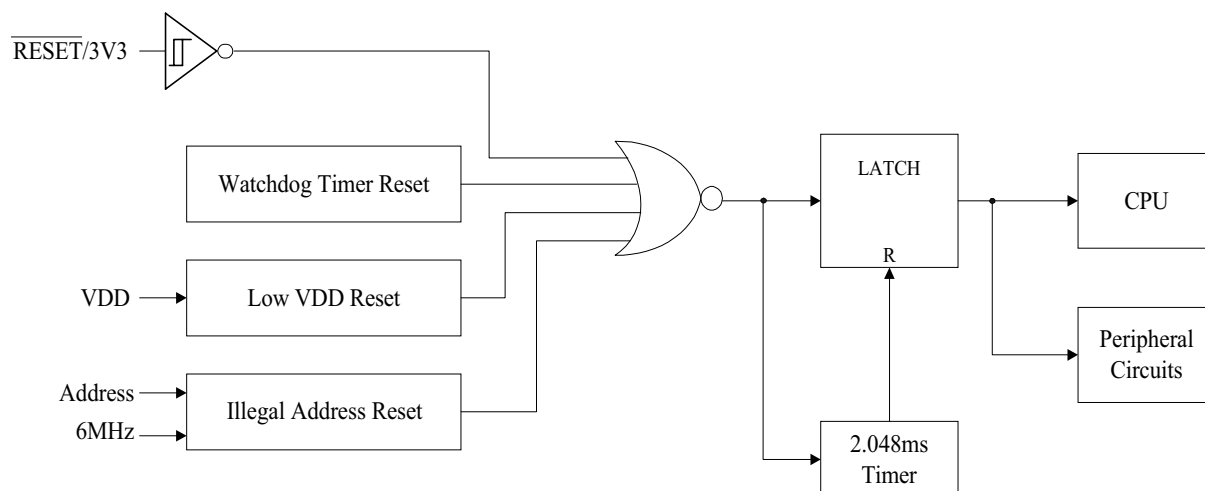 R̅E̅S̅E̅T̅/3V3
Watchdog Timer Reset
VDD
Low VDD Reset
Address
6MHz
Illegal Address Reset
LATCH
R
2.048ms
Timer
CPU
Peripheral
Circuits